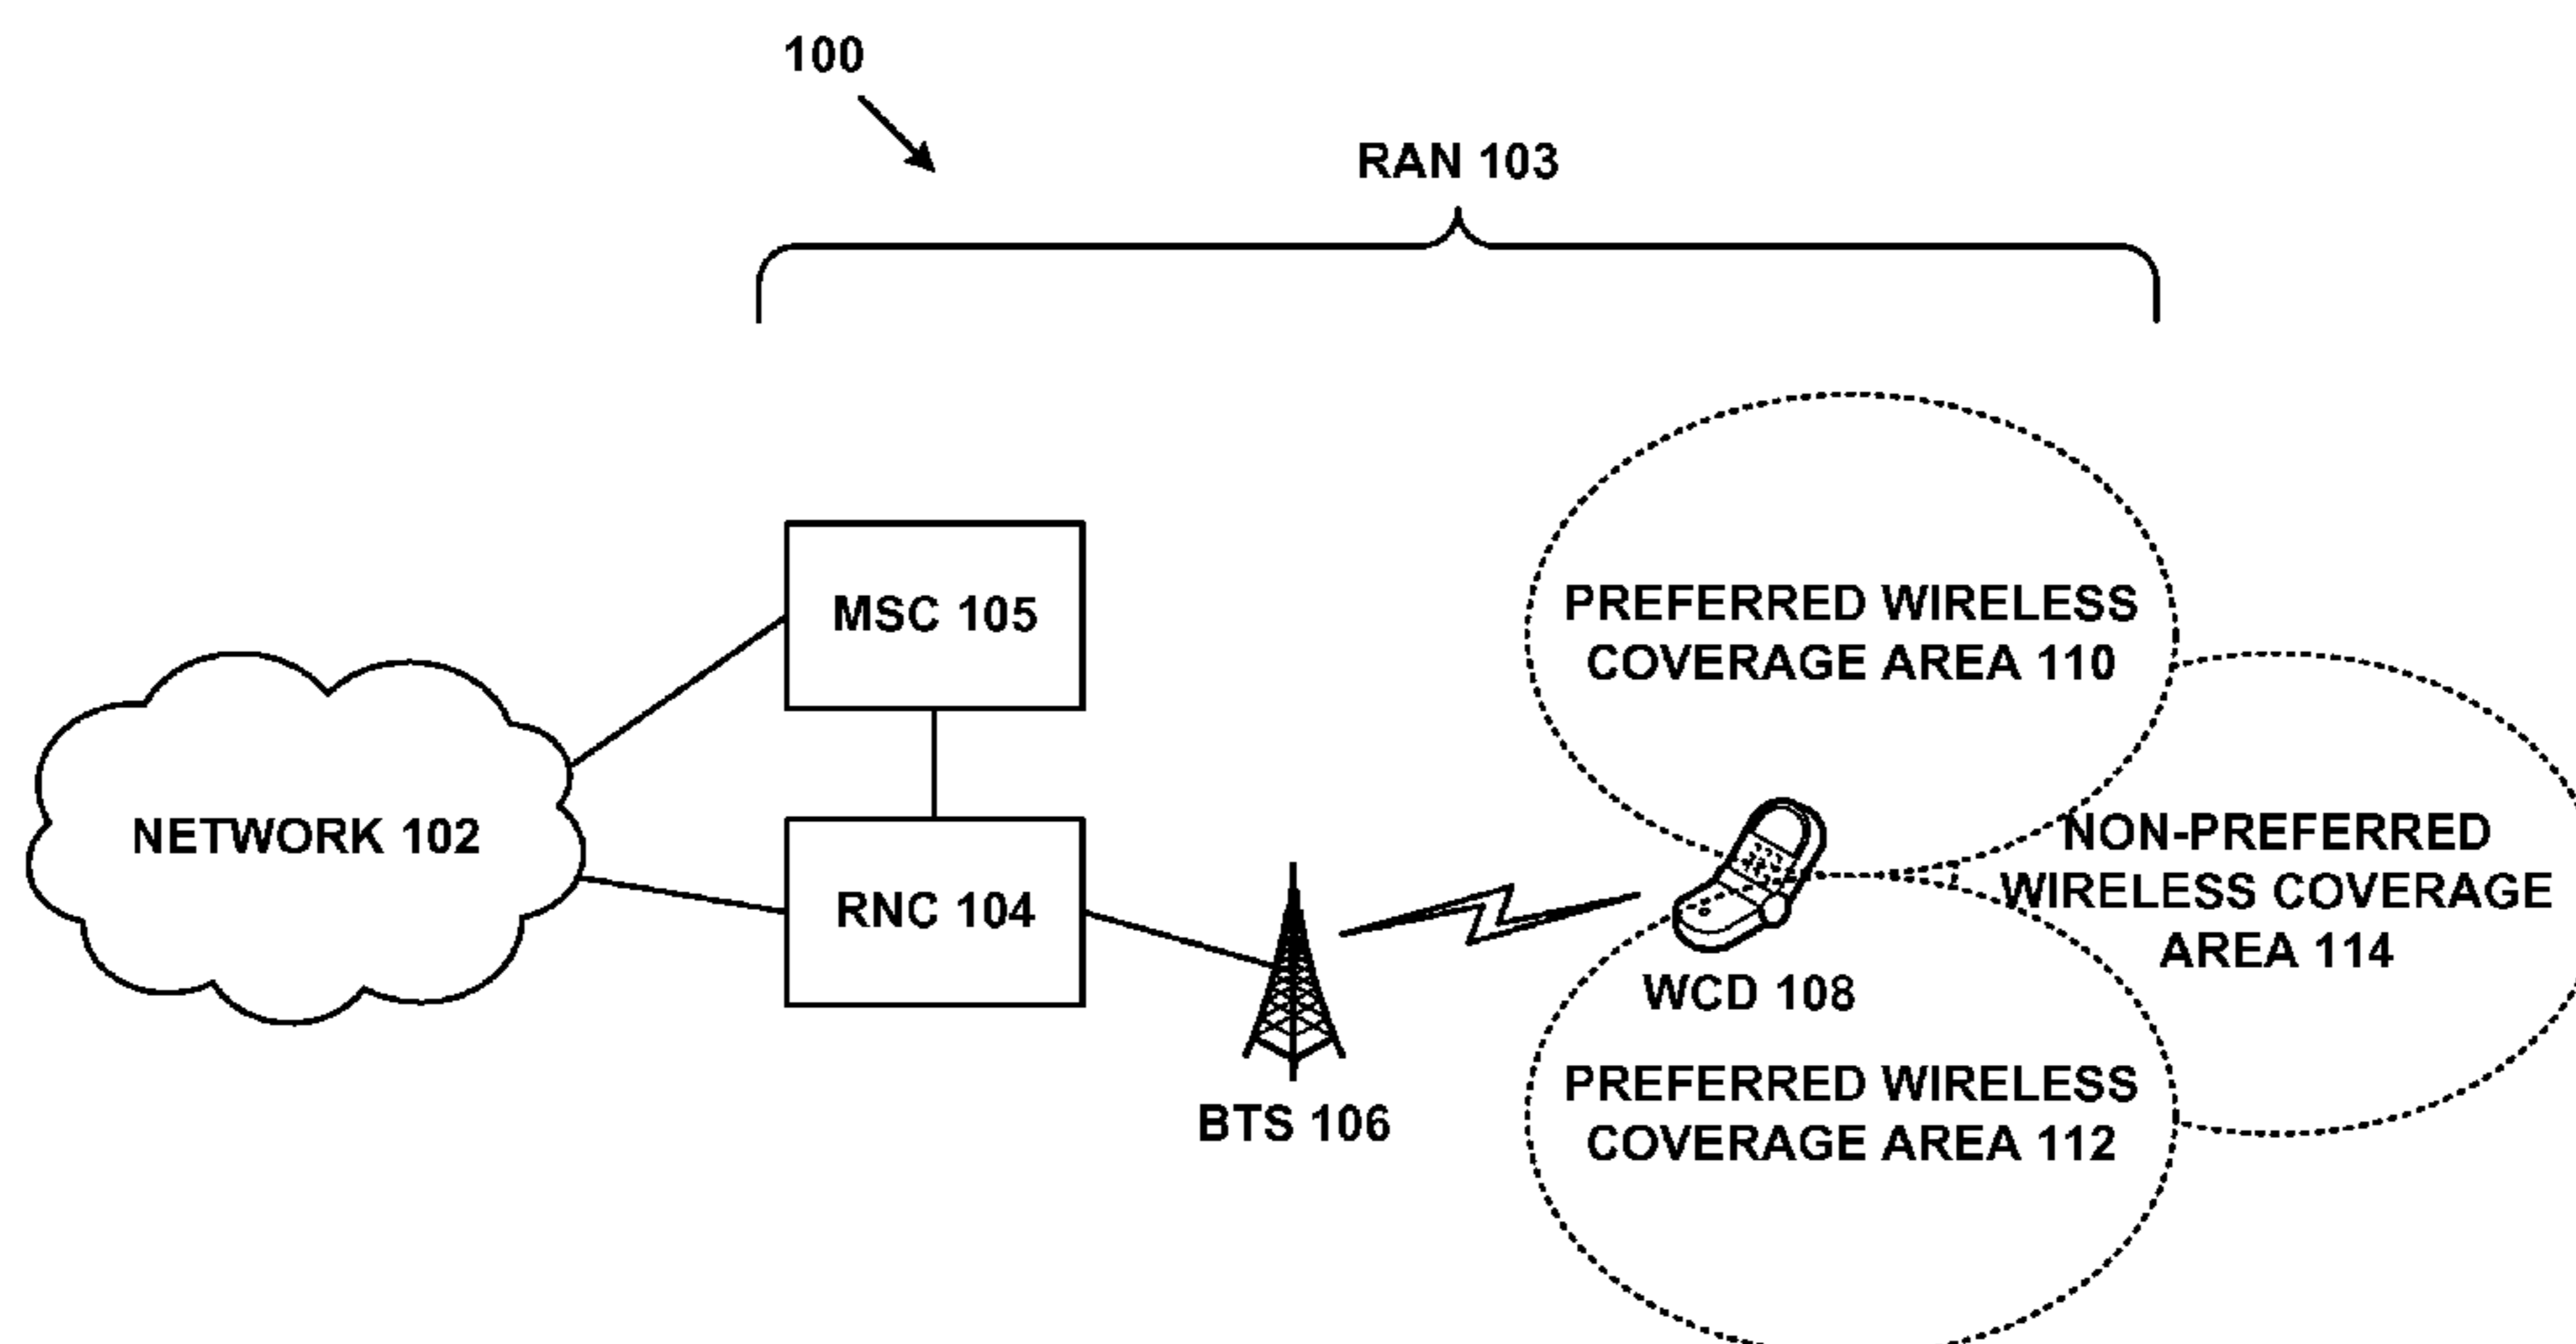 100
RAN 103
MSC 105
PREFERRED WIRELESS
COVERAGE AREA 110
NETWORK 102
RNC 104
NON-PREFERRED
WIRELESS COVERAGE
AREA 114
WCD 108
BTS 106
PREFERRED WIRELESS
COVERAGE AREA 112